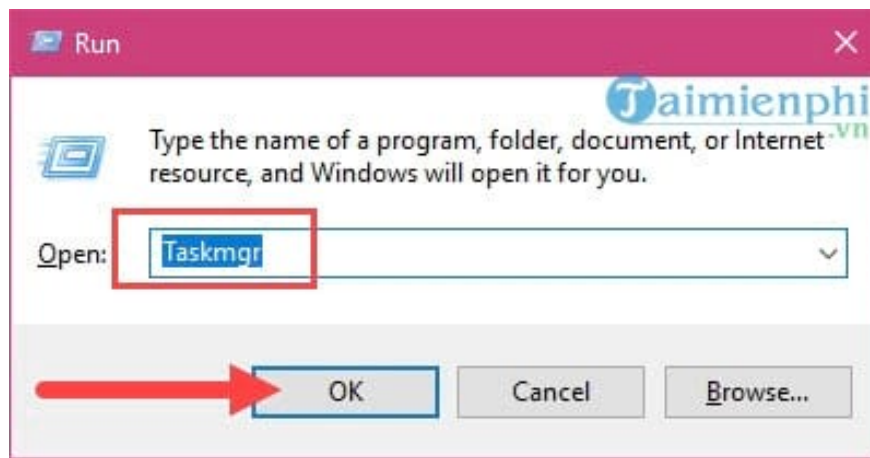 Run
Taimienphi
.vn
Type the name of a program, folder, document, or Internet
resource, and Windows will open it for you.
Open: Taskmgr
OK Cancel Browse...